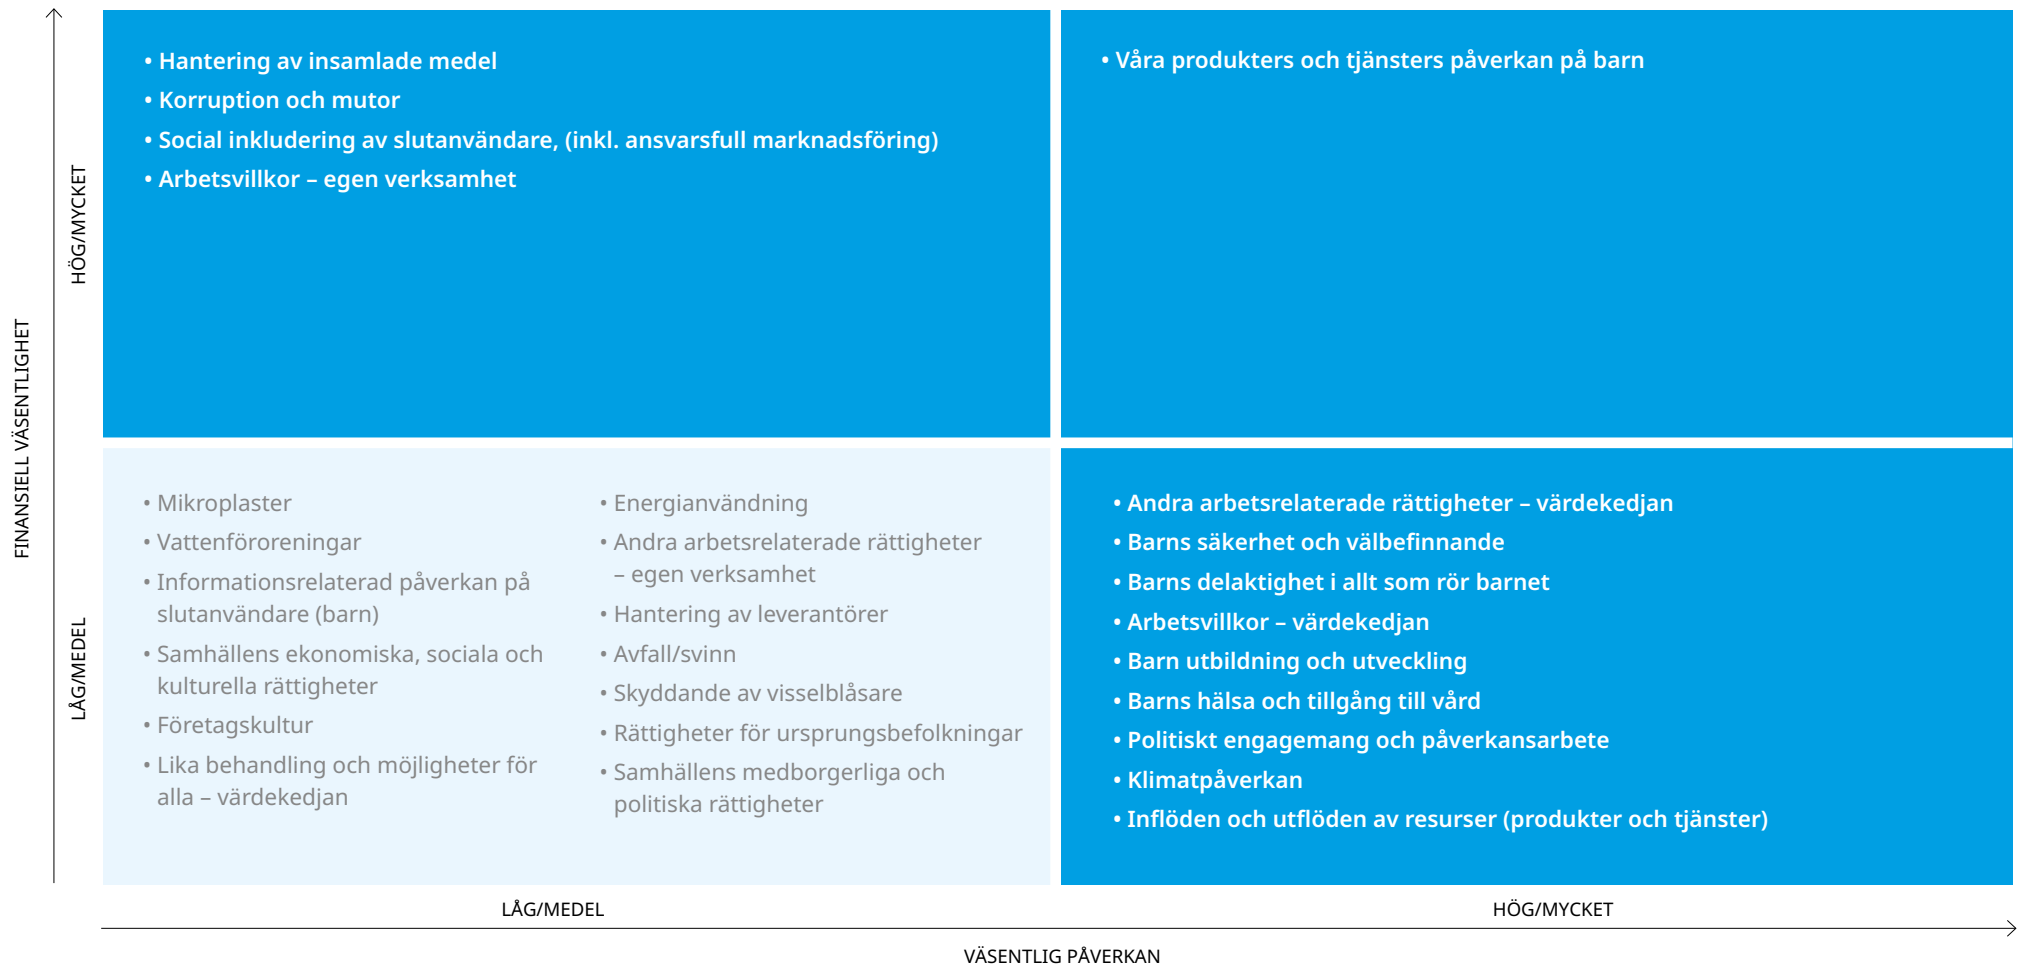 FINANSIELL VÄSENTLIGHET
HÖG/MYCKET
• Hantering av insamlade medel
• Korruption och mutor
• Social inkludering av slutanvändare, (inkl. ansvarsfull marknadsföring)
• Arbetsvillkor – egen verksamhet
• Våra produkters och tjänsters påverkan på barn
LÅG/MEDEL
• Mikroplaster
• Vattenföroreningar
• Informationsrelaterad påverkan på
slutanvändare (barn)
• Samhällens ekonomiska, sociala och
kulturella rättigheter
• Företagskultur
• Lika behandling och möjligheter för
alla – värdekedjan
• Energianvändning
• Andra arbetsrelaterade rättigheter
– egen verksamhet
• Hantering av leverantörer
• Avfall/svinn
• Skyddande av visselblåsare
• Rättigheter för ursprungsbefolkningar
• Samhällens medborgerliga och
politiska rättigheter
• Andra arbetsrelaterade rättigheter – värdekedjan
• Barns säkerhet och välbefinnande
• Barns delaktighet i allt som rör barnet
• Arbetsvillkor – värdekedjan
• Barn utbildning och utveckling
• Barns hälsa och tillgång till vård
• Politiskt engagemang och påverkansarbete
• Klimatpåverkan
• Inflöden och utflöden av resurser (produkter och tjänster)
LÅG/MEDEL
HÖG/MYCKET
VÄSENTLIG PÅVERKAN